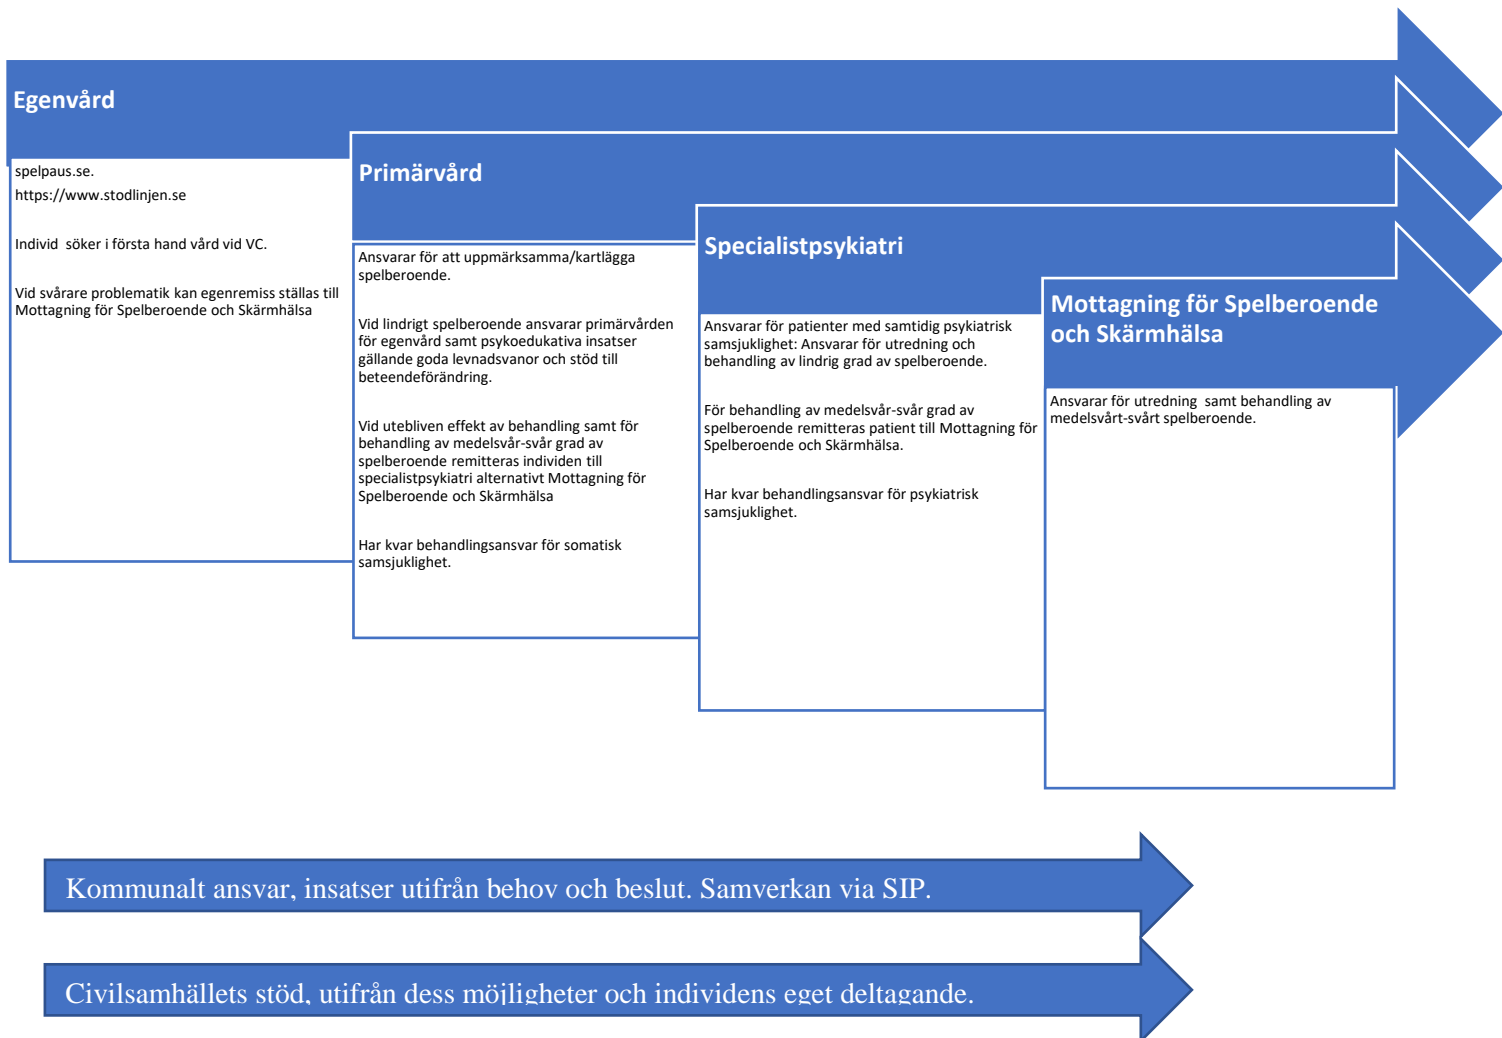 Egenvård
spelpaus.se.
https://www.stodlinjen.se
Individ  söker i första hand vård vid VC.
Vid svårare problematik kan egenremiss ställas till
Mottagning för Spelberoende och Skärmhälsa
Primärvård
Ansvarar för att uppmärksamma/kartlägga
spelberoende.
Vid lindrigt spelberoende ansvarar primärvården
för egenvård samt psykoedukativa insatser
gällande goda levnadsvanor och stöd till
beteendeförändring.
Vid utebliven effekt av behandling samt för
behandling av medelsvår-svår grad av
spelberoende remitteras individen till
specialistpsykiatri alternativt Mottagning för
Spelberoende och Skärmhälsa
Har kvar behandlingsansvar för somatisk
samsjuklighet.
Specialistpsykiatri
Ansvarar för patienter med samtidig psykiatrisk
samsjuklighet: Ansvarar för utredning och
behandling av lindrig grad av spelberoende.
För behandling av medelsvår-svår grad av
spelberoende remitteras patient till Mottagning för
Spelberoende och Skärmhälsa.
Har kvar behandlingsansvar för psykiatrisk
samsjuklighet.
Mottagning för Spelberoende
och Skärmhälsa
Ansvarar för utredning  samt behandling av
medelsvårt-svårt spelberoende.
Kommunalt ansvar, insatser utifrån behov och beslut. Samverkan via SIP.
Civilsamhällets stöd, utifrån dess möjligheter och individens eget deltagande.